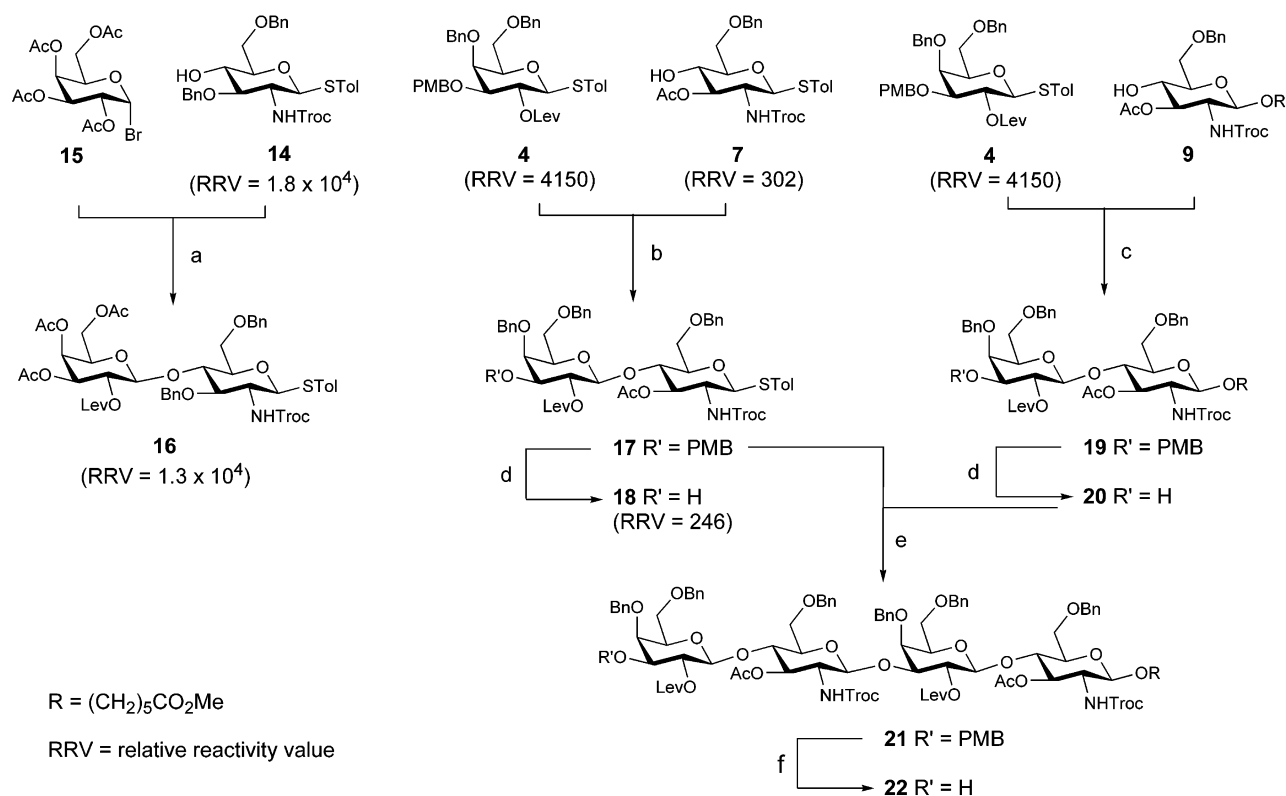 OAc
AcO
AcO
AcO
O
Br
15
OBn
HO
BnO
O
STol
NHTroc
14
(RRV = 1.8 x 10⁴)
a
BnO
OBn
PMBO
O
STol
OLev
4
(RRV = 4150)
OBn
HO
AcO
O
STol
NHTroc
7
(RRV = 302)
b
BnO
OBn
PMBO
O
STol
OLev
4
(RRV = 4150)
OBn
HO
AcO
O
OR
NHTroc
9
c
AcO
OAc
AcO
O
LevO
O
OBn
BnO
O
STol
NHTroc
16
(RRV = 1.3 x 10⁴)
BnO
OBn
R'O
O
LevO
O
OBn
AcO
O
STol
NHTroc
17 R' = PMB
d
18 R' = H
(RRV = 246)
BnO
OBn
R'O
O
LevO
O
OBn
AcO
O
OR
NHTroc
19 R' = PMB
d
20 R' = H
e
BnO
OBn
R'O
O
LevO
O
OBn
AcO
O
NHTroc
O
BnO
OBn
O
LevO
O
OBn
AcO
O
OR
NHTroc
21 R' = PMB
f
22 R' = H
R = (CH₂)₅CO₂Me
RRV = relative reactivity value